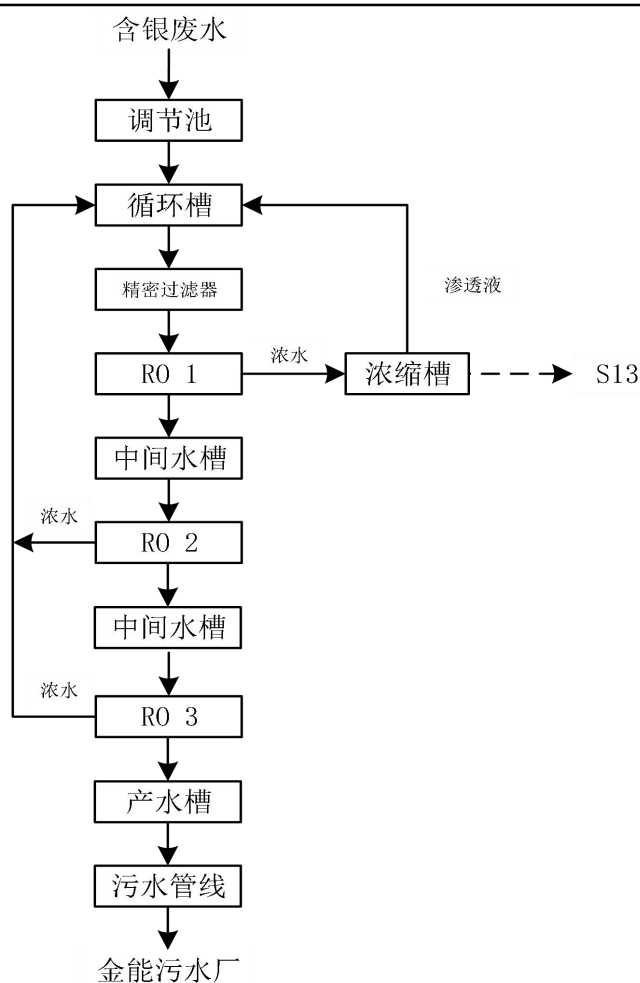 含银废水
调节池
循环槽
渗透液
精密过滤器
浓水
RO 1
浓缩槽
S13
中间水槽
浓水
RO 2
中间水槽
浓水
RO 3
产水槽
污水管线
金能污水厂